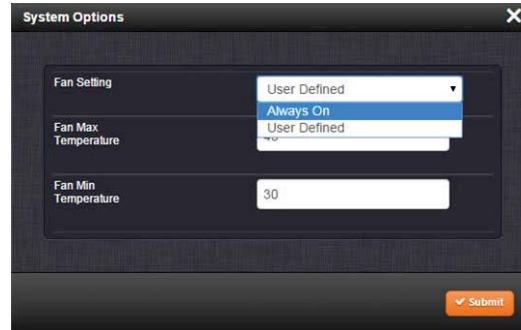 System Options
Fan Setting
User Defined
Always On
User Defined
Fan Max
Temperature
Fan Min
Temperature
30
Submit